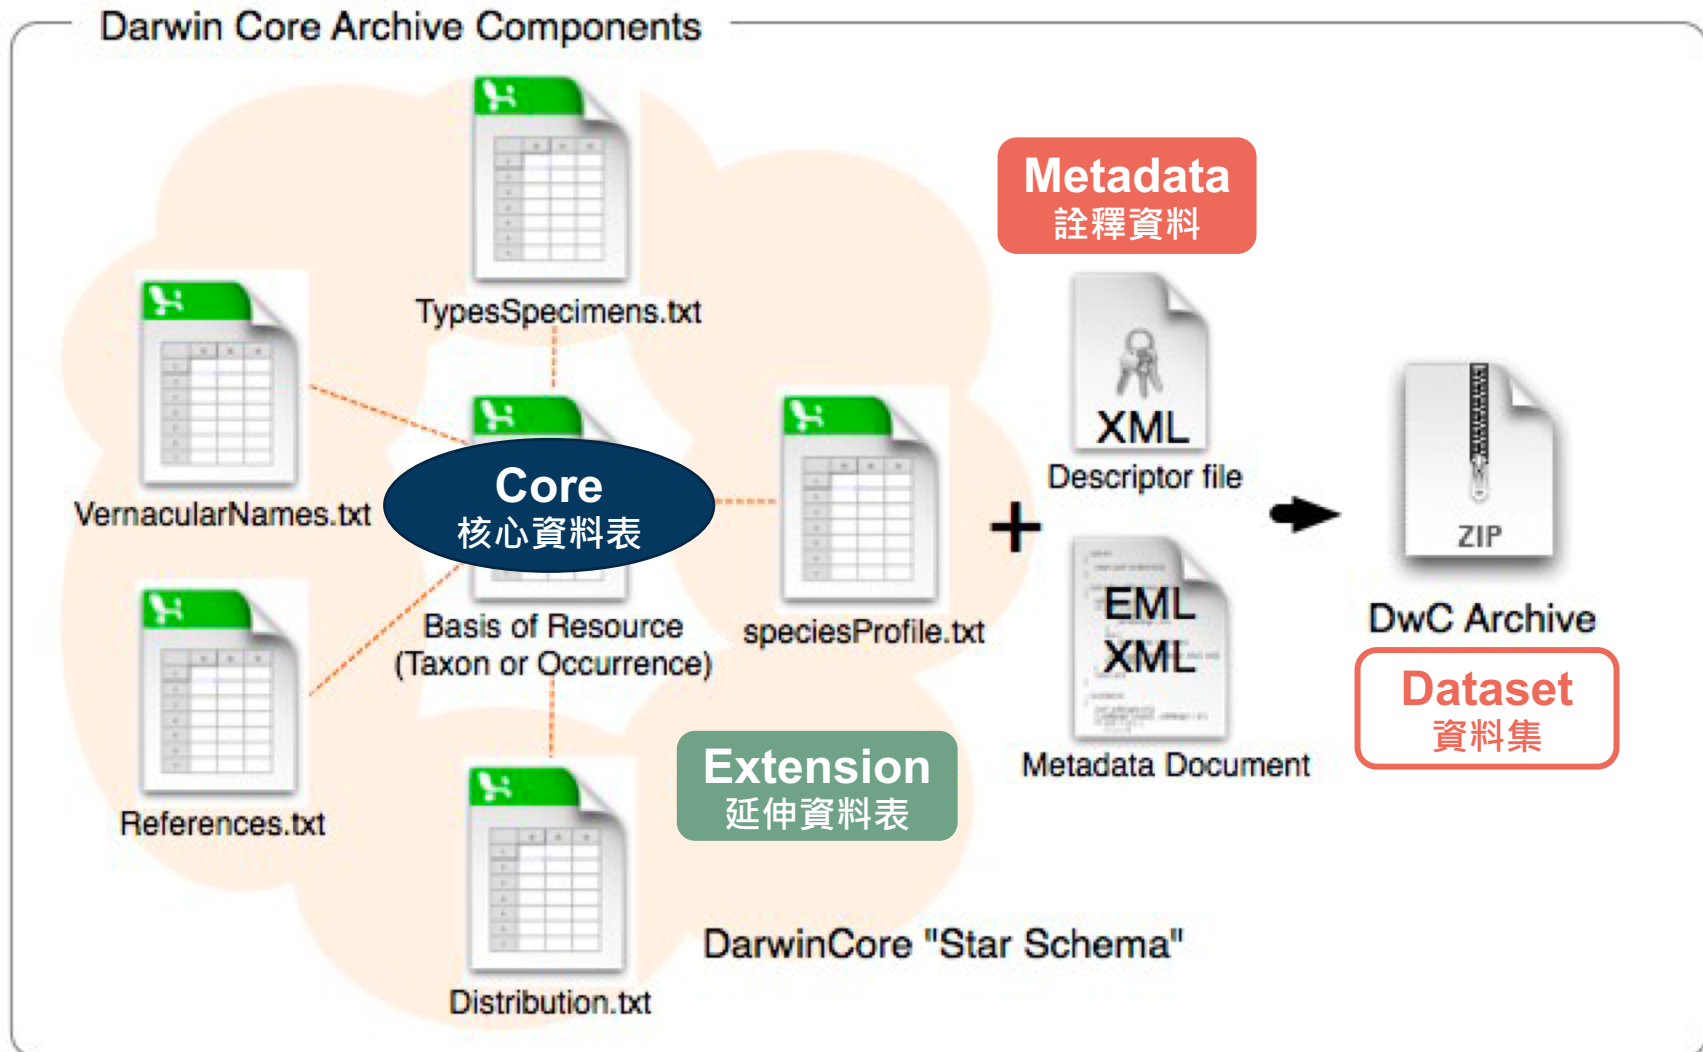 Darwin Core Archive Components
TypesSpecimens.txt
Metadata
詮釋資料
VernacularNames.txt
Core
核心資料表
Basis of Resource
(Taxon or Occurrence)
speciesProfile.txt
References.txt
Extension
延伸資料表
Distribution.txt
DarwinCore "Star Schema"
+
XML
Descriptor file
EML
XML
Metadata Document
ZIP
DwC Archive
Dataset
資料集